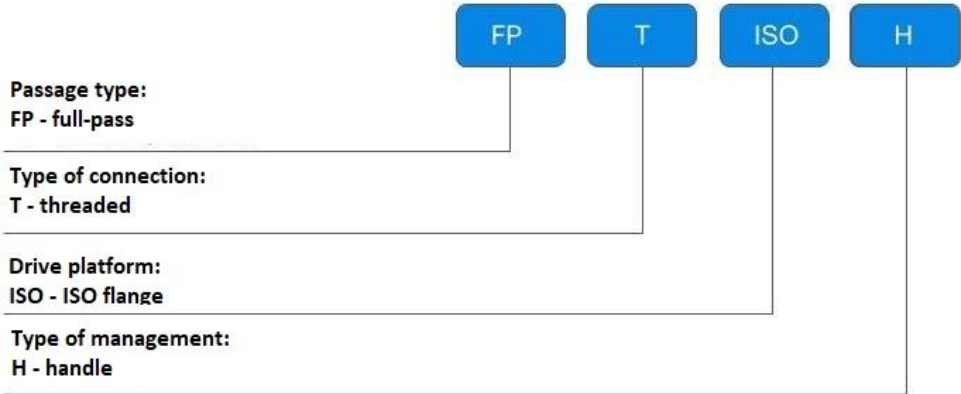 FP T ISO H
Passage type:
FP - full-pass
Type of connection:
T - threaded
Drive platform:
ISO - ISO flange
Type of management:
H - handle